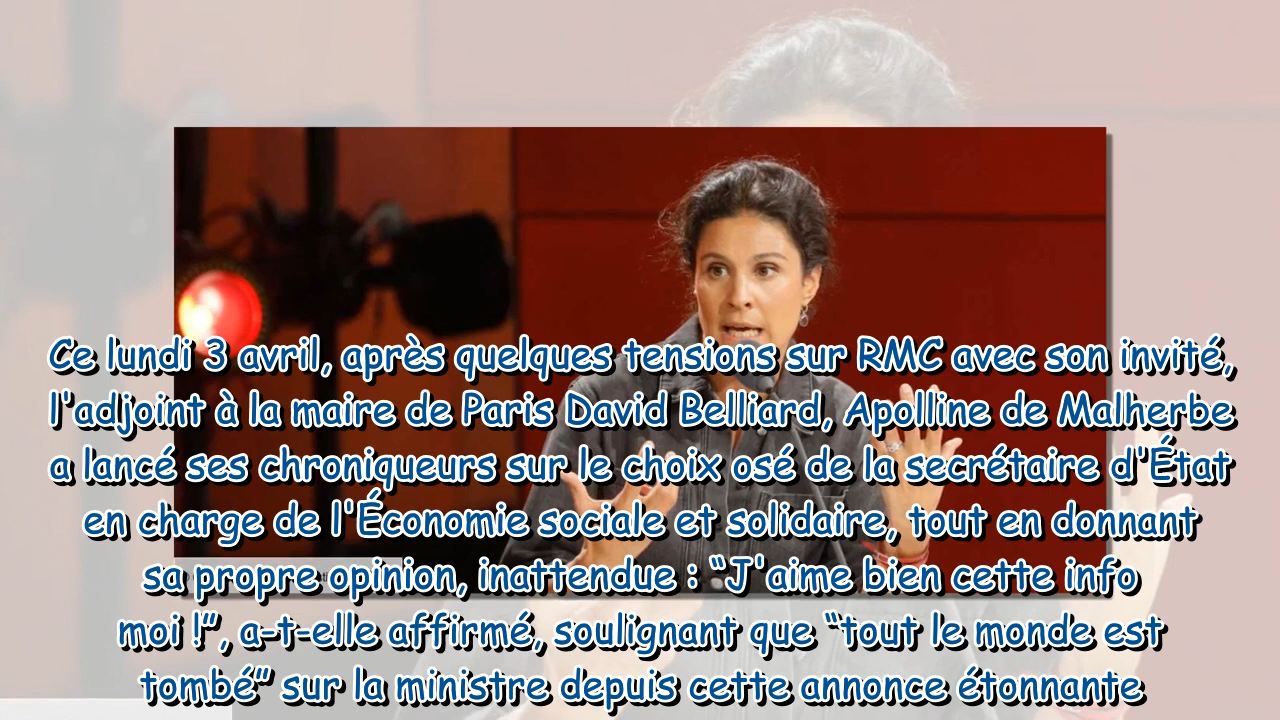 Ce lundi 3 avril, après quelques tensions sur RMC avec son invité,
l'adjoint à la maire de Paris David Belliard, Apolline de Malherbe
a lancé ses chroniqueurs sur le choix osé de la secrétaire d'État
en charge de l'Économie sociale et solidaire, tout en donnant
sa propre opinion, inattendue : “J'aime bien cette info
moi !”, a-t-elle affirmé, soulignant que “tout le monde est
tombé” sur la ministre depuis cette annonce étonnante